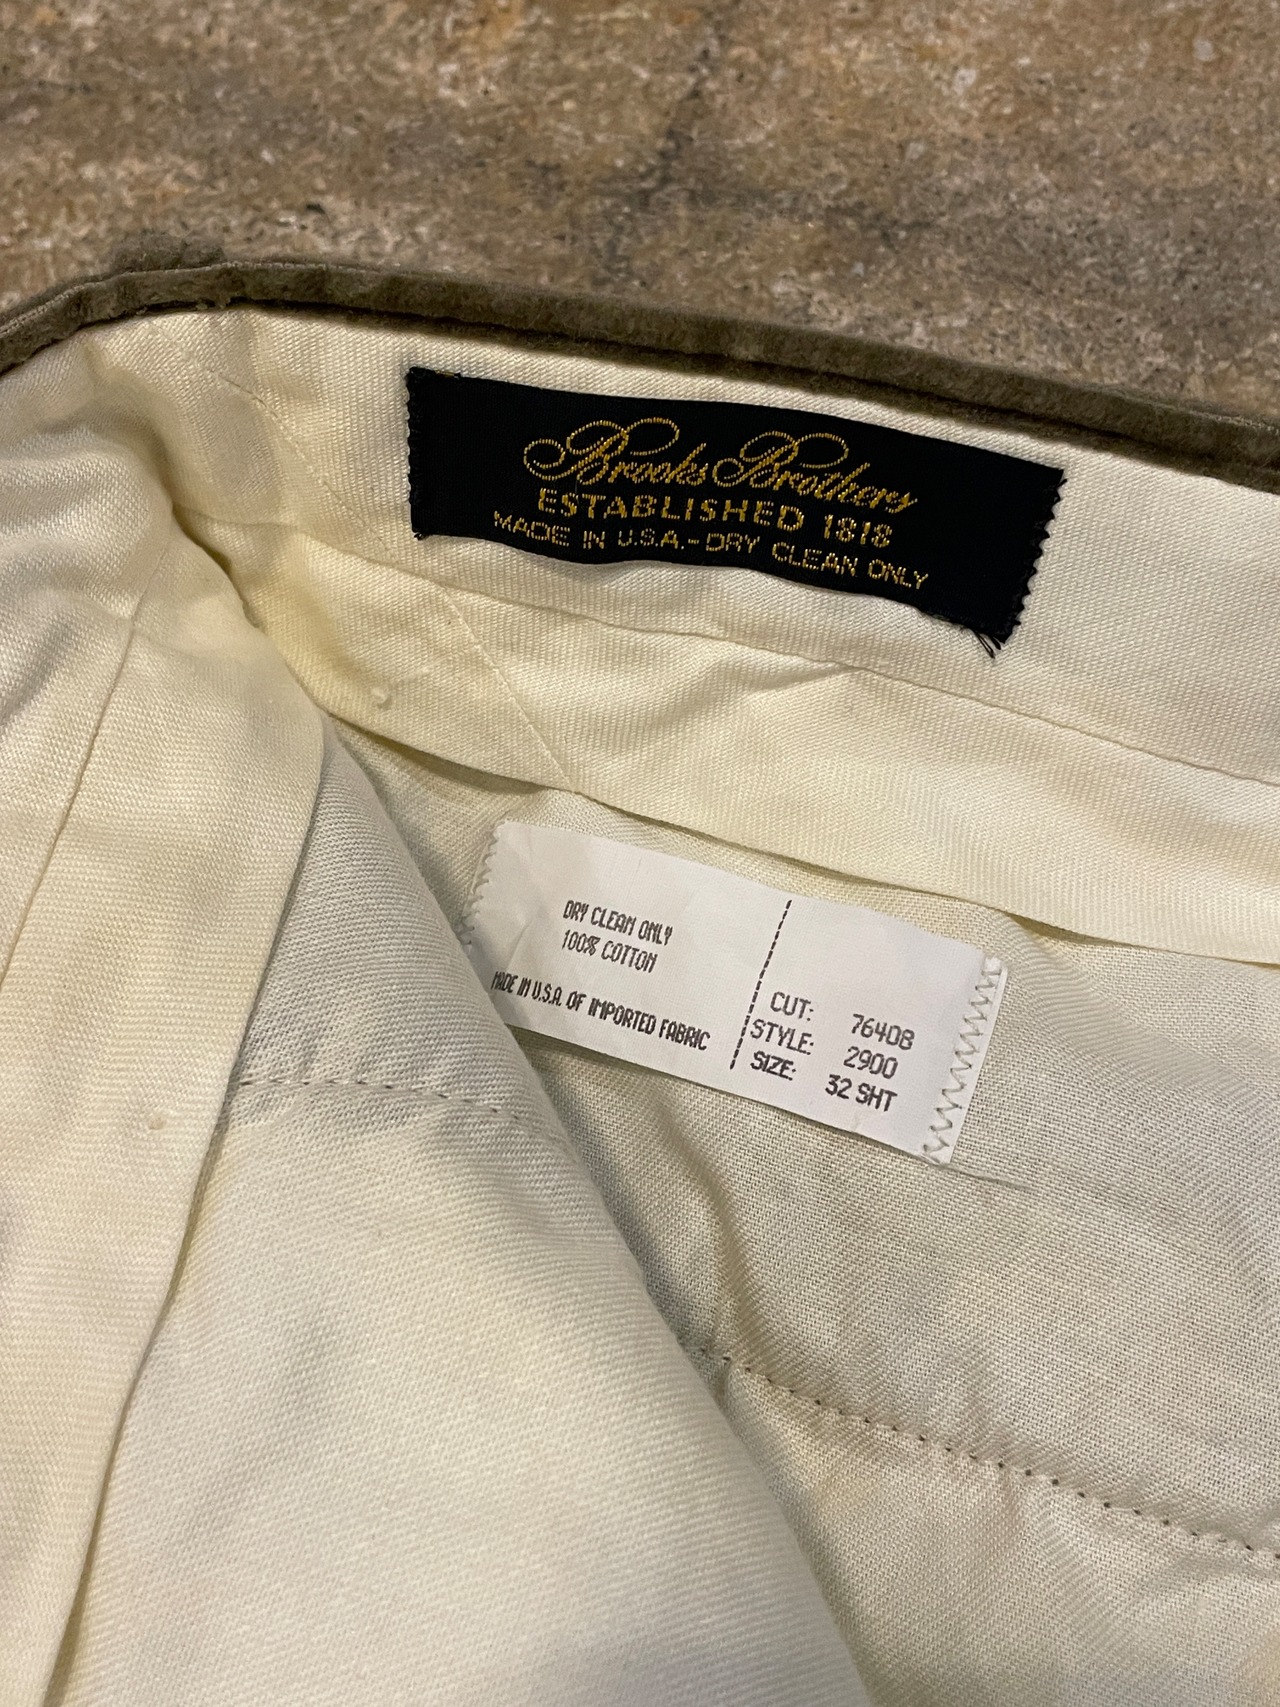 Brooks Brothers
ESTABLISHED 1818
MADE IN U.S.A.-DRY CLEAN ONLY
DRY CLEAN ONLY
100% COTTON
MADE IN U.S.A. OF IMPORTED FABRIC
CUT: 7640B
STYLE: 2900
SIZE: 32 SHT